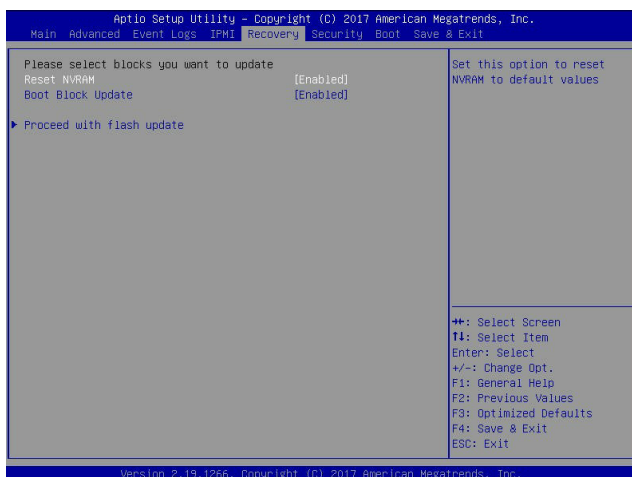 Aptio Setup Utility – Copyright (C) 2017 American Megatrends, Inc.
Main Advanced Event Logs IPMI Recovery Security Boot Save & Exit
Please select blocks you want to update
Reset NVRAM [Enabled]
Boot Block Update [Enabled]
Proceed with flash update
Set this option to reset
NVRAM to default values
: Select Screen
↑↓: Select Item
Enter: Select
+/-: Change Opt.
F1: General Help
F2: Previous Values
F3: Optimized Defaults
F4: Save & Exit
ESC: Exit
Version 2.19.1266. Copyright (C) 2017 American Megatrends, Inc.